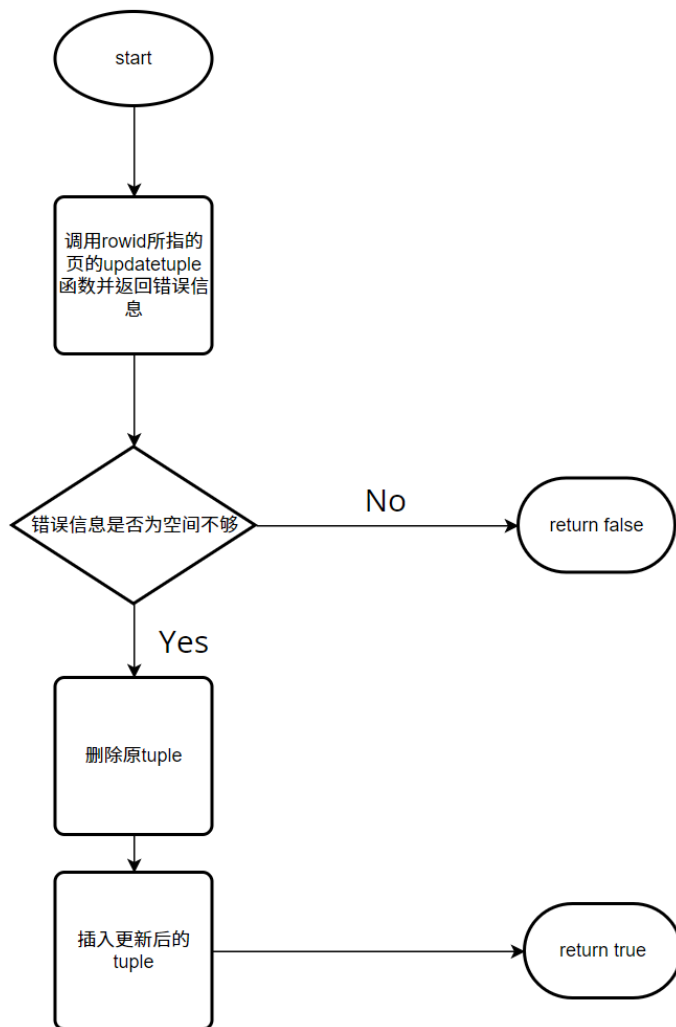 start
调用rowid所指的
页的updatetuple
函数并返回错误信
息
错误信息是否为空间不够
No
return false
Yes
删除原tuple
插入更新后的
tuple
return true